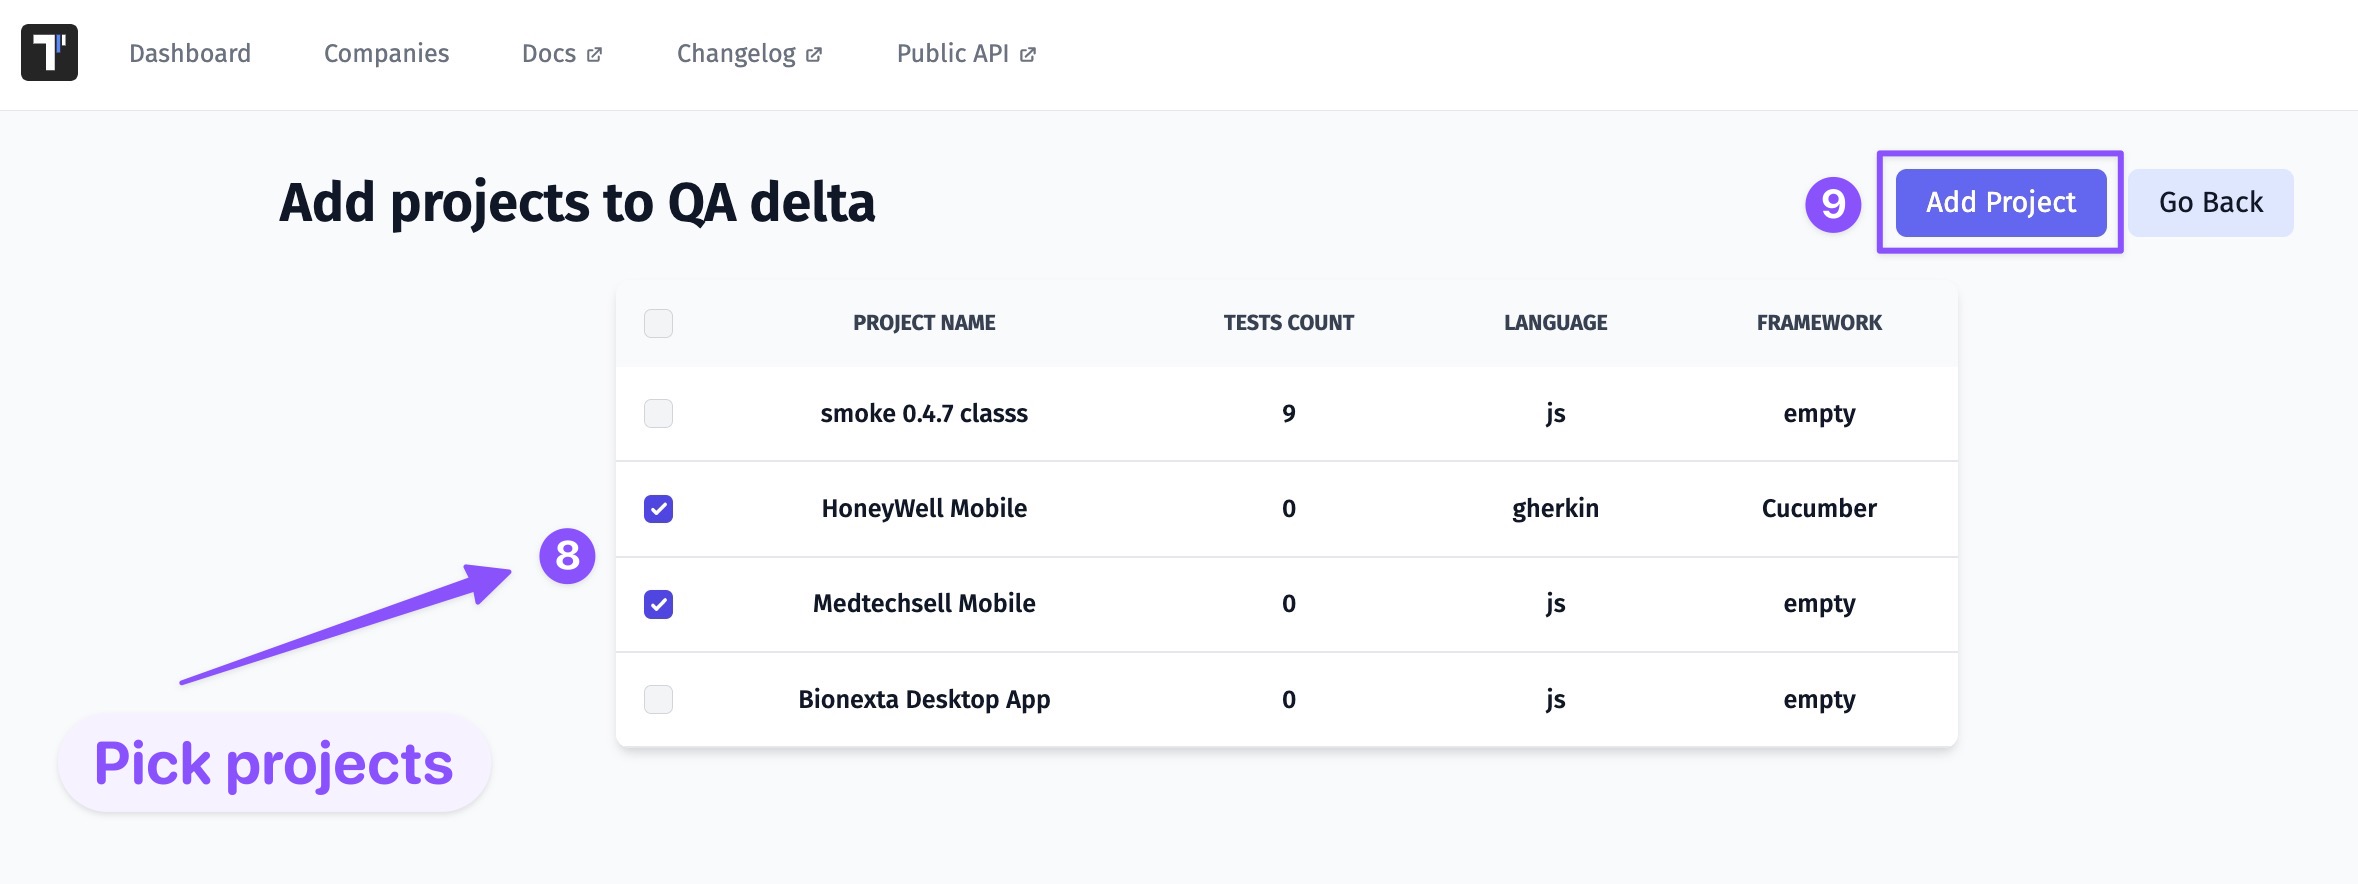 Dashboard Companies Docs Changelog Public API
Add projects to QA delta
9 Add Project Go Back
PROJECT NAME TESTS COUNT LANGUAGE FRAMEWORK
smoke 0.4.7 classs 9 js empty
HoneyWell Mobile 0 gherkin Cucumber
8
Medtechsell Mobile 0 js empty
Bionexta Desktop App 0 js empty
Pick projects